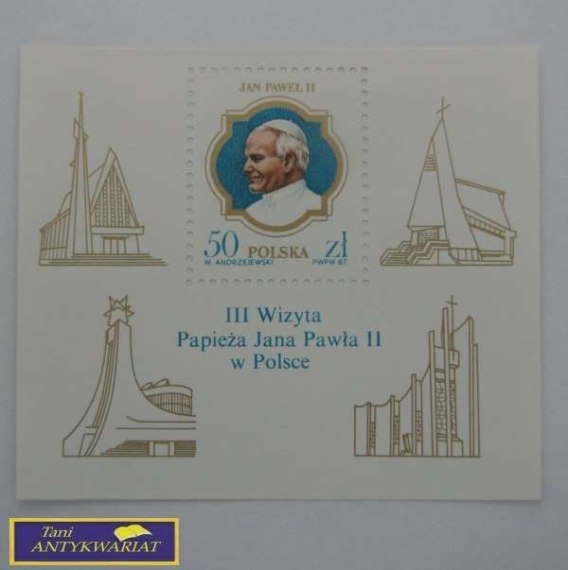 JAN PAWEŁ II
50 POLSKA zł
W. ANDRZEJEWSKI PWPW 87
III Wizyta
Papieża Jana Pawła II
w Polsce
Tani
ANTYKWARIAT